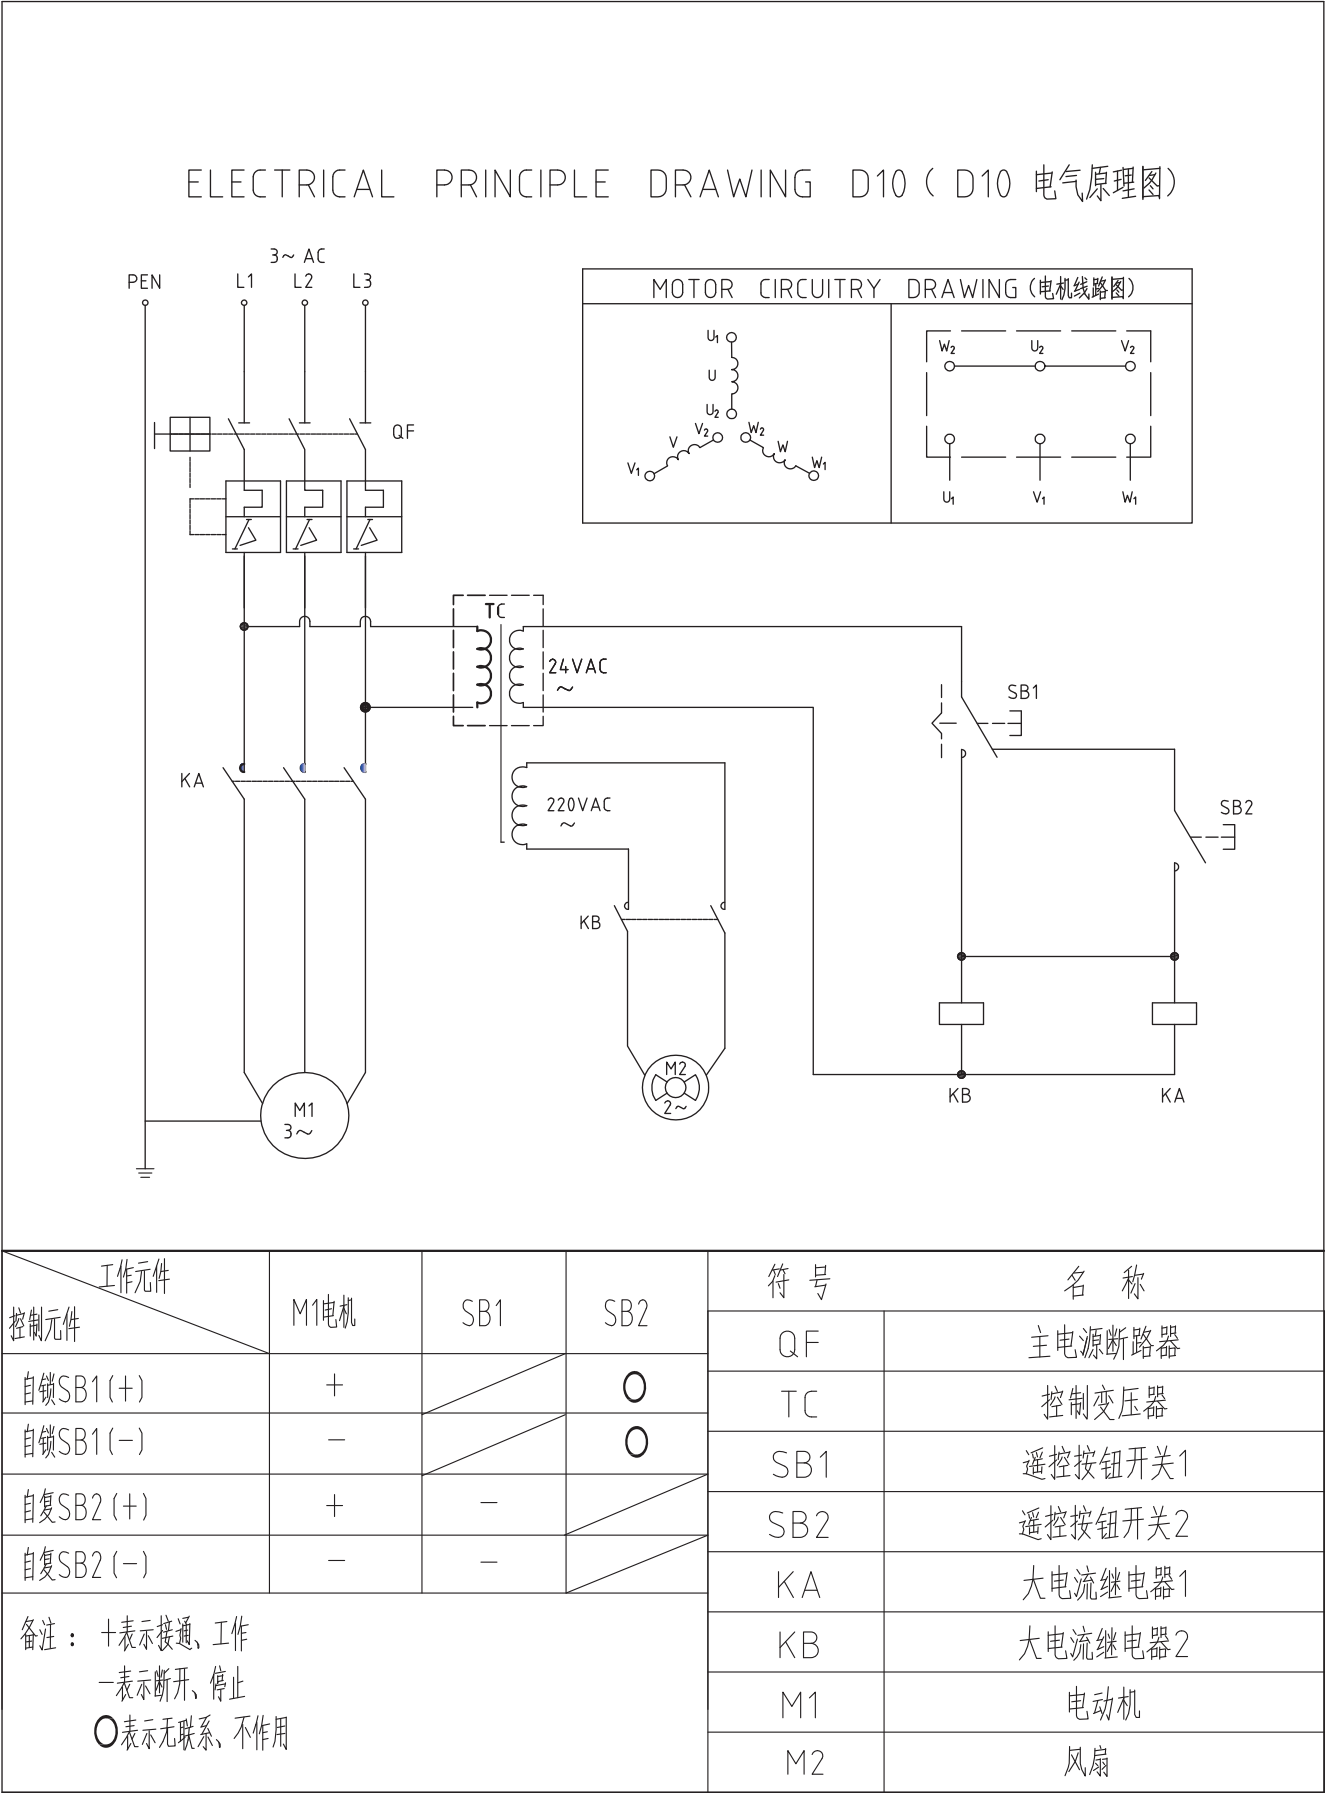 ELECTRICAL PRINCIPLE DRAWING D10 ( D10 电气原理图)
3~ AC
PEN L1 L2 L3
MOTOR CIRCUITRY DRAWING (电机线路图)
U1
U
U2
V2 W2
V W
V1 W1
W2 U2 V2
U1 V1 W1
QF
TC
24VAC
~
SB1
KA
220VAC
~
SB2
KB
M2
2~
M1
3~
KB KA
工作元件
控制元件
M1电机 SB1 SB2
自锁SB1(+) + O
自锁SB1(-) - O
自复SB2(+) + -
自复SB2(-) - -
备注: +表示接通、工作
-表示断开、停止
O表示无联系、不作用
符 号 名 称
QF 主电源断路器
TC 控制变压器
SB1 遥控按钮开关1
SB2 遥控按钮开关2
KA 大电流继电器1
KB 大电流继电器2
M1 电动机
M2 风扇